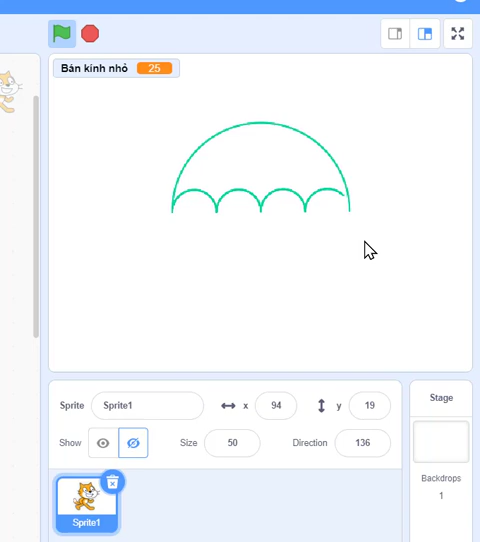 Bán kính nhỏ 25
Sprite Sprite1 x 94 y 19
Show Size 50 Direction 136
Sprite1
Stage
Backdrops
1